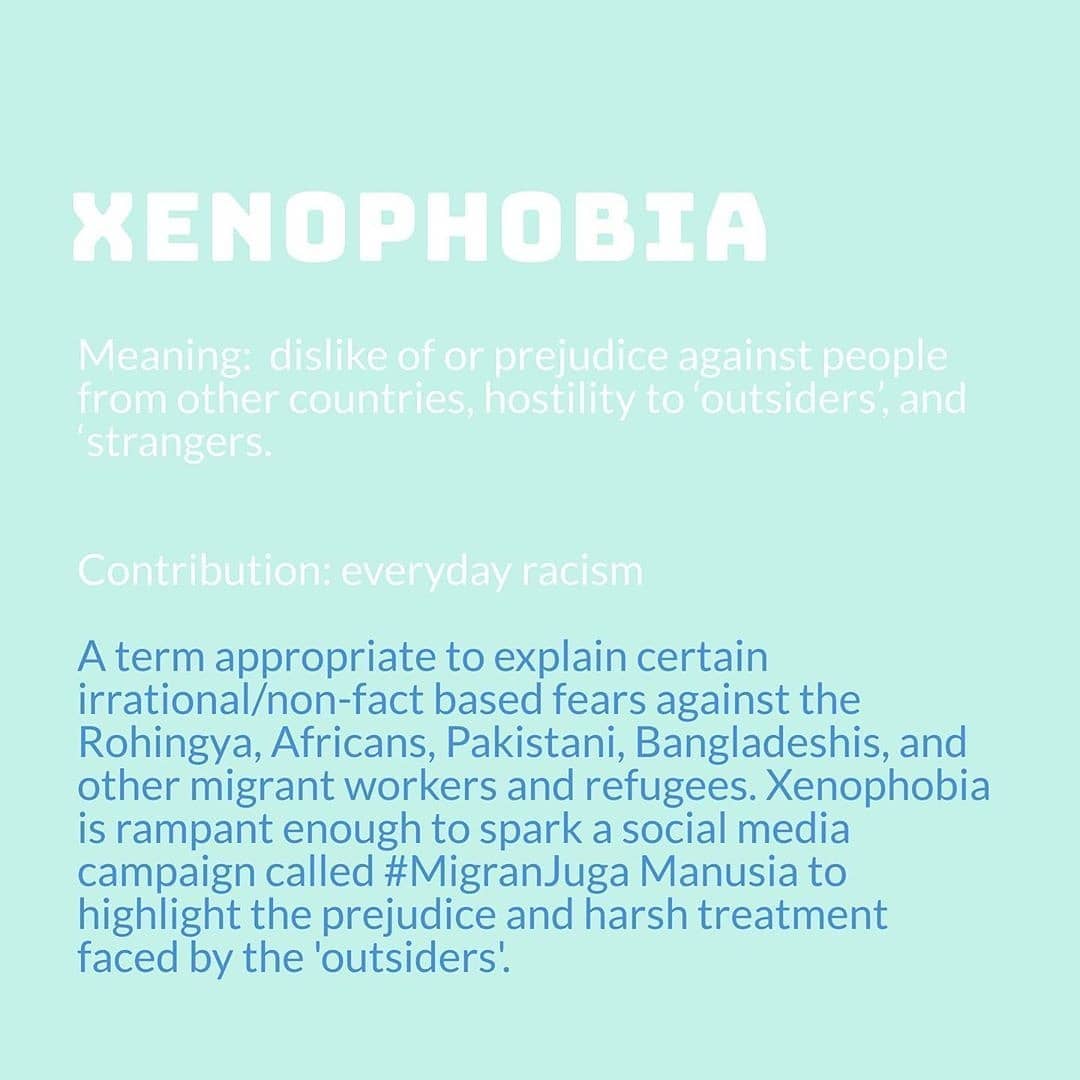 XENOPHOBIA
Meaning:  dislike of or prejudice against people
from other countries, hostility to ‘outsiders’, and
‘strangers.
Contribution: everyday racism
A term appropriate to explain certain
irrational/non-fact based fears against the
Rohingya, Africans, Pakistani, Bangladeshis, and
other migrant workers and refugees. Xenophobia
is rampant enough to spark a social media
campaign called #MigranJuga Manusia to
highlight the prejudice and harsh treatment
faced by the 'outsiders'.